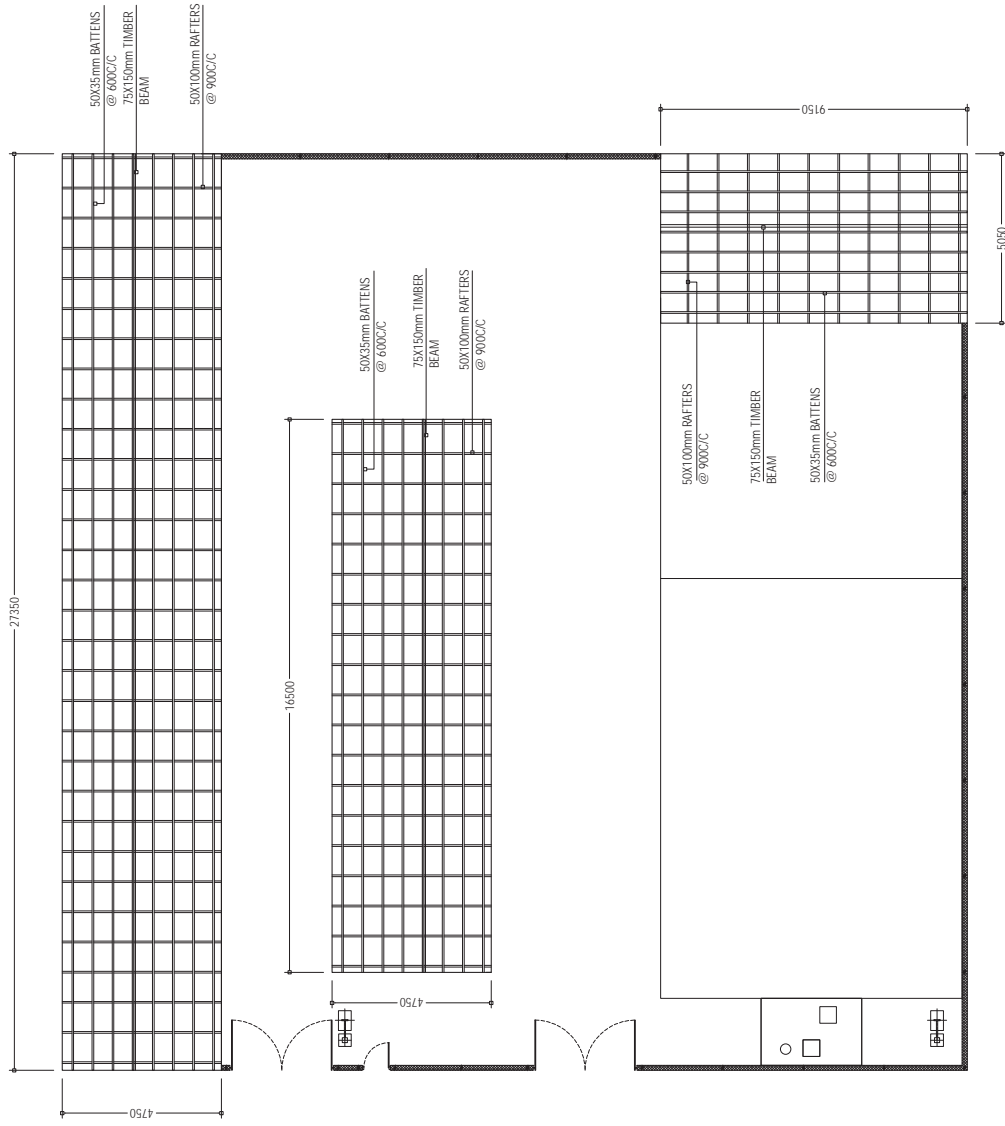 50X35mm BATTENS
@ 600C/C
75X150mm TIMBER
BEAM
50X100mm RAFTERS
@ 900C/C
27350
4750
50X35mm BATTENS
@ 600C/C
75X150mm TIMBER
BEAM
50X100mm RAFTERS
@ 900C/C
16500
4750
9150
5050
50X100mm RAFTERS
@ 900C/C
75X150mm TIMBER
BEAM
50X35mm BATTENS
@ 600C/C